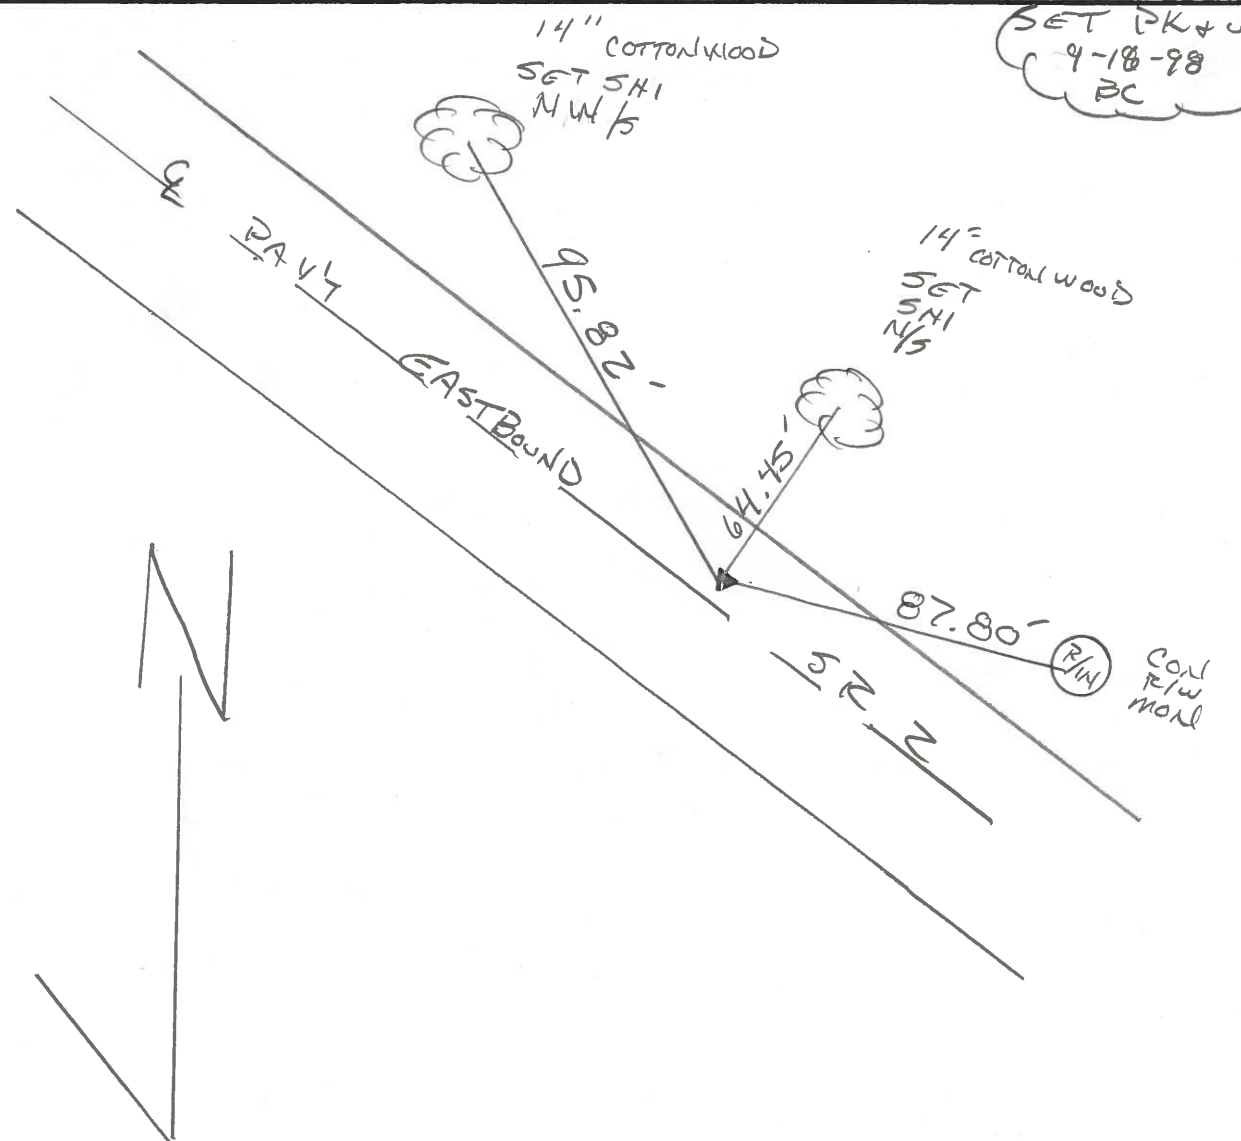 14" COTTONWOOD
SET SHI
NW/S
SET PK &
9-18-98
BC
14" COTTONWOOD
SET
SHI
N/S
95.82'
64.45'
87.80'
℄
PAV'T
EASTBOUND
SR 2
R/W
CON
R/W
MON
N